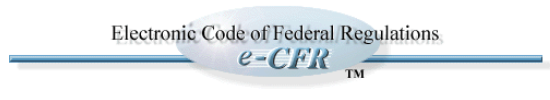 Electronic Code of Federal Regulations
e-CFR
TM